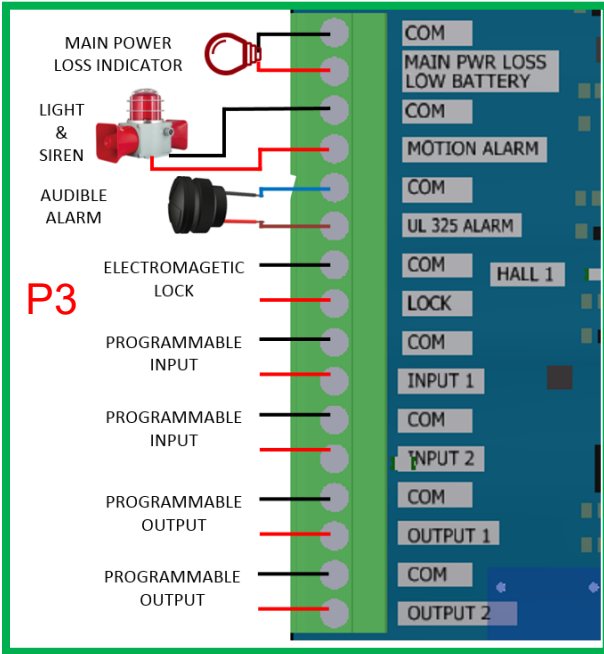 MAIN POWER
LOSS INDICATOR
COM
MAIN PWR LOSS
LOW BATTERY
LIGHT
&
SIREN
COM
MOTION ALARM
AUDIBLE
ALARM
COM
UL 325 ALARM
ELECTROMAGETIC
LOCK
COM
HALL 1
LOCK
P3
PROGRAMMABLE
INPUT
COM
INPUT 1
PROGRAMMABLE
INPUT
COM
INPUT 2
PROGRAMMABLE
OUTPUT
COM
OUTPUT 1
PROGRAMMABLE
OUTPUT
COM
OUTPUT 2